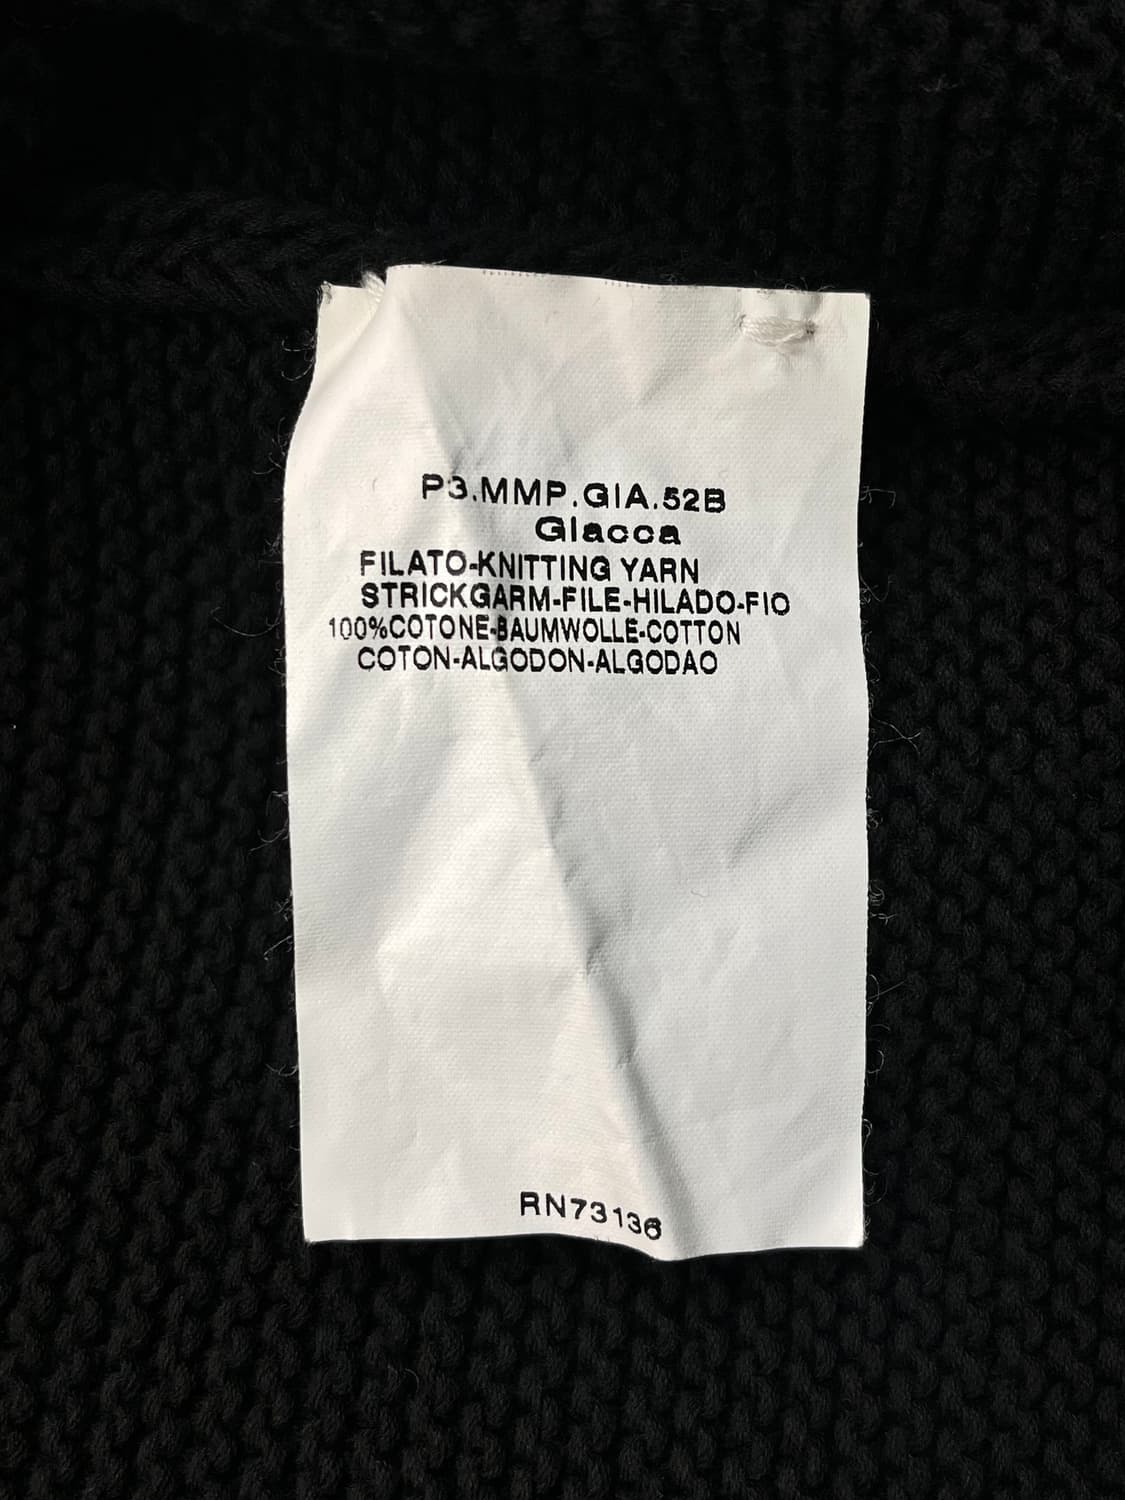 P3.MMP.GIA.52B
Giacca
FILATO-KNITTING YARN
STRICKGARM-FILE-HILADO-FIO
100%COTONE-BAUMWOLLE-COTTON
COTON-ALGODON-ALGODAO
RN73136